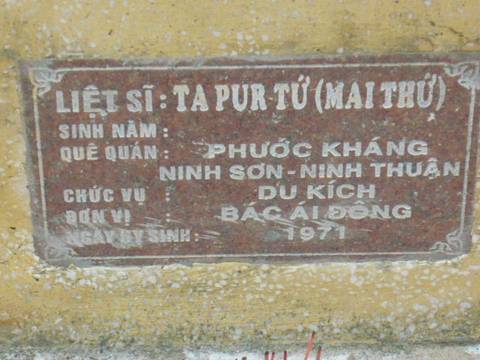 LIỆT SĨ : TA PUR TỨ (MAI THỨ)
SINH NĂM :
QUÊ QUÁN : PHƯỚC KHÁNG
NINH SƠN - NINH THUẬN
CHỨC VỤ : DU KÍCH
ĐƠN VỊ : BÁC ÁI ĐÔNG
NGÀY HY SINH : 1971